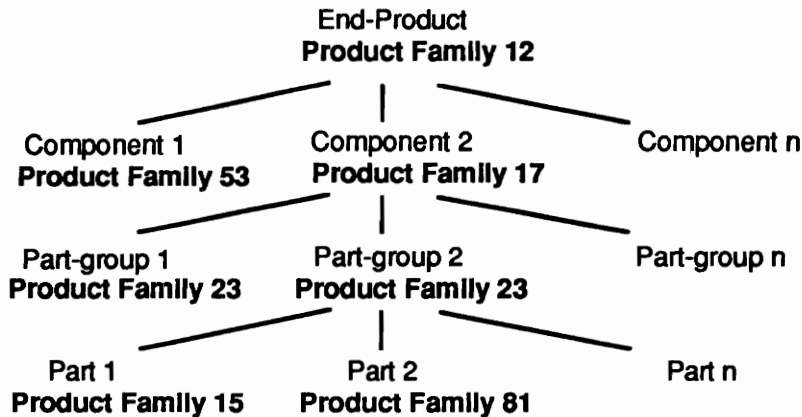 End-Product
Product Family 12
Component 1
Product Family 53
Component 2
Product Family 17
Component n
Part-group 1
Product Family 23
Part-group 2
Product Family 23
Part-group n
Part 1
Product Family 15
Part 2
Product Family 81
Part n